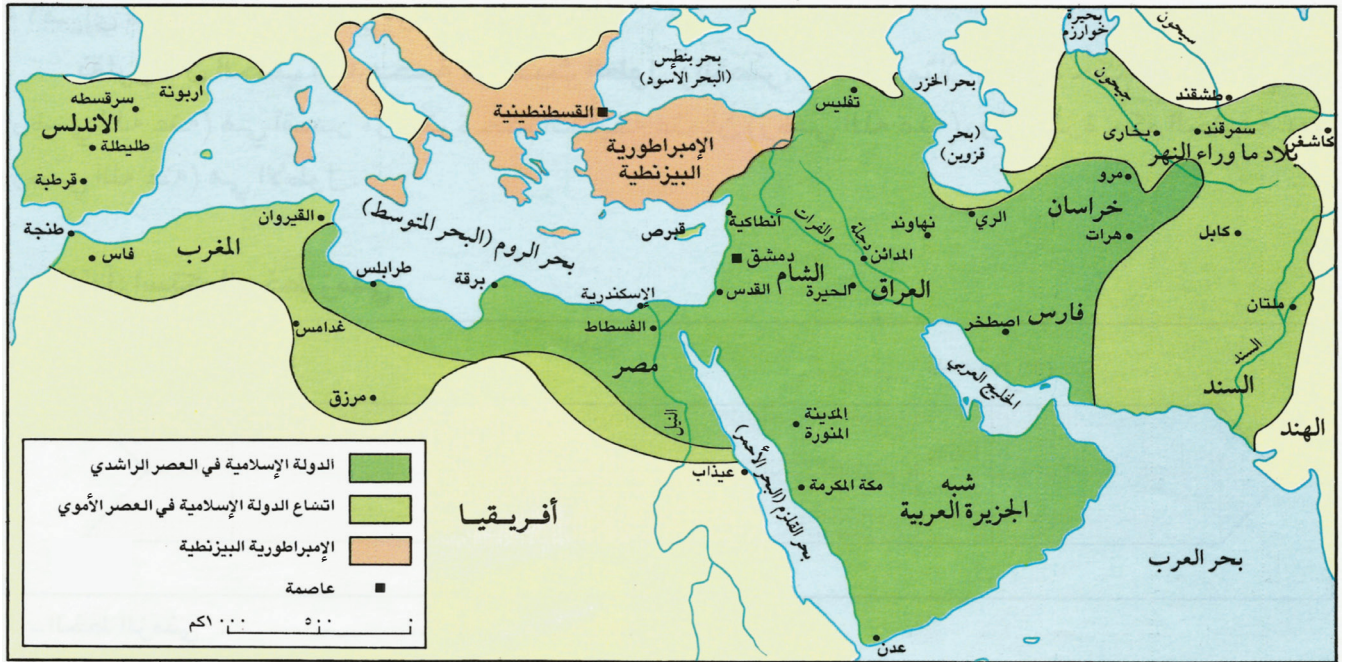 بحيرة
خوارزم
سيحون
جيحون
طشقند
سمرقند
بخارى
كاشغر
بلاد ما وراء النهر
بحر الخزر
(بحر
قزوين)
تفليس
بحر بنطس
(البحر الأسود)
القسطنطينية
الإمبراطورية
البيزنطية
اربونة
سرقسطه
الاندلس
طليطلة
قرطبة
طنجة
فاس
المغرب
القيروان
بحر الروم (البحر المتوسط)
قبرص
أنطاكية
والفرات
دجلة
نهاوند
الري
خراسان
مرو
هرات
كابل
ملتان
السند
السند
الهند
دمشق
الشام
القدس
الحيرة
المدائن
العراق
فارس
اصطخر
الخليج العربي
طرابلس
برقة
الإسكندرية
الفسطاط
مصر
النيل
غدامس
مرزق
عيذاب
بحر القلزم (البحر الأحمر)
المدينة
المنورة
مكة المكرمة
شبه
الجزيرة العربية
عدن
بحر العرب
أفريقيا
الدولة الإسلامية في العصر الراشدي
اتساع الدولة الإسلامية في العصر الأموي
الإمبراطورية البيزنطية
عاصمة
٠ ٥٠٠ ١٠٠٠كم